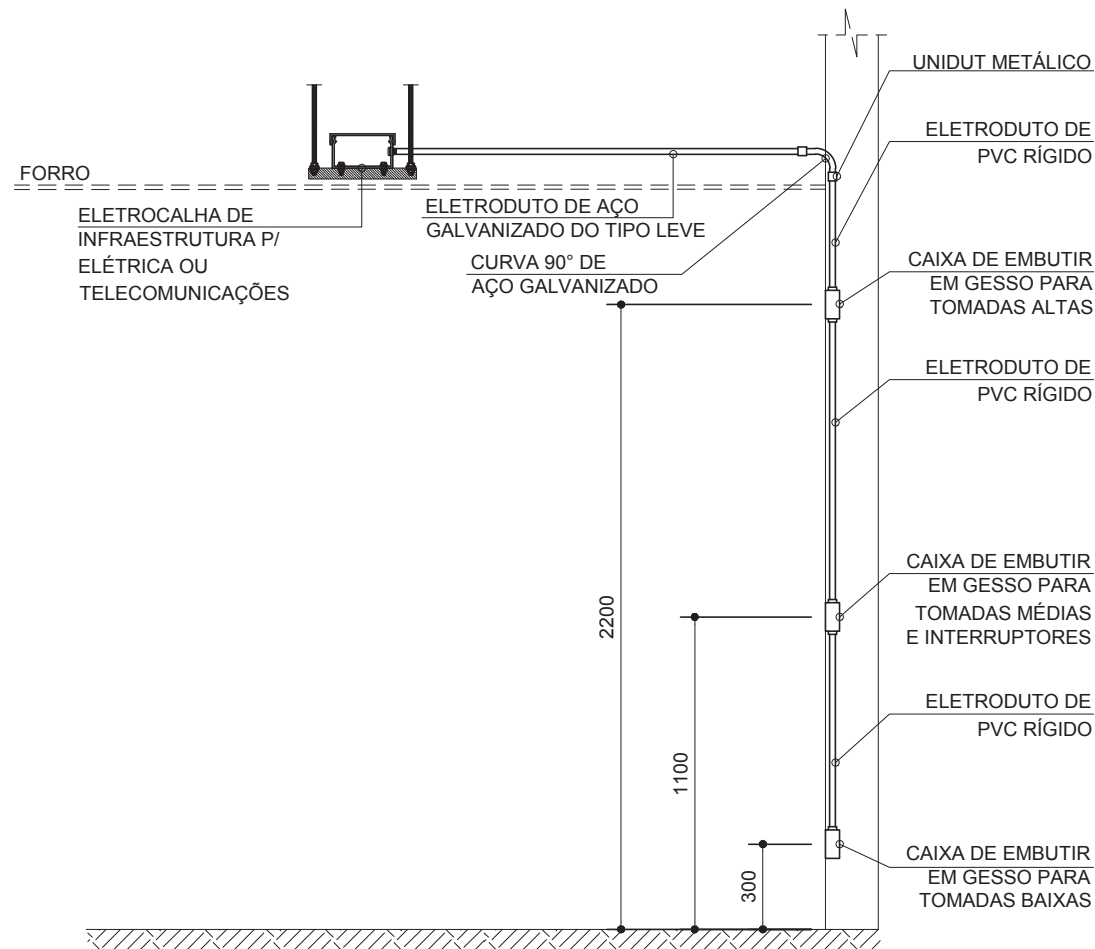 UNIDUT METÁLICO
ELETRODUTO DE
PVC RÍGIDO
FORRO
ELETROCALHA DE
INFRAESTRUTURA P/
ELÉTRICA OU
TELECOMUNICAÇÕES
ELETRODUTO DE AÇO
GALVANIZADO DO TIPO LEVE
CURVA 90° DE
AÇO GALVANIZADO
CAIXA DE EMBUTIR
EM GESSO PARA
TOMADAS ALTAS
ELETRODUTO DE
PVC RÍGIDO
CAIXA DE EMBUTIR
EM GESSO PARA
TOMADAS MÉDIAS
E INTERRUPTORES
2200
1100
300
ELETRODUTO DE
PVC RÍGIDO
CAIXA DE EMBUTIR
EM GESSO PARA
TOMADAS BAIXAS